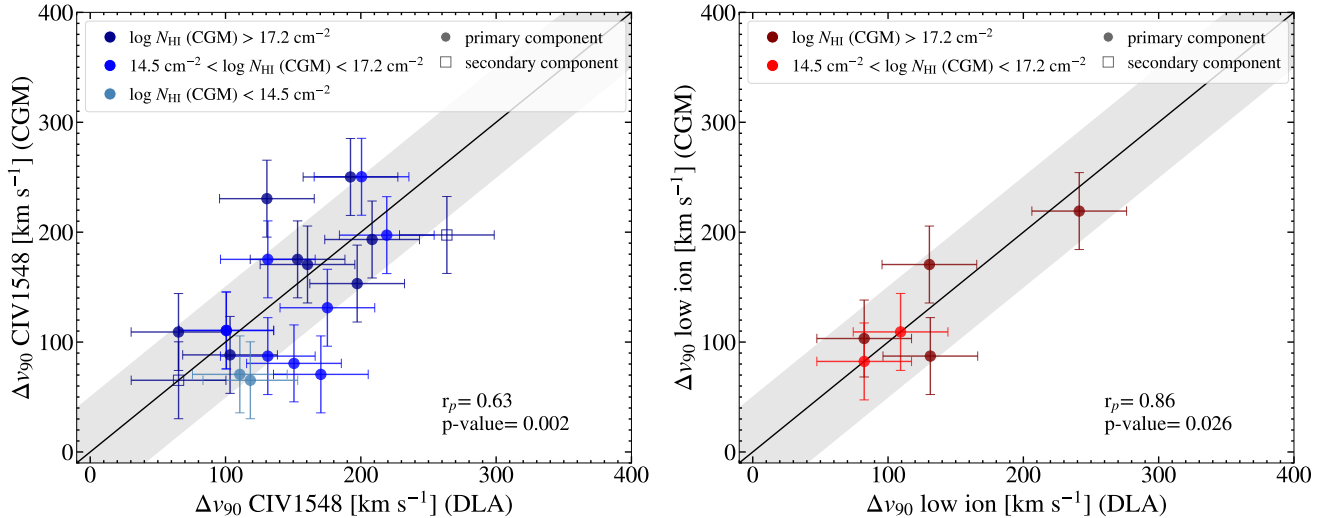 400
300
200
100
0
Δv₉₀ CIV1548 [km s⁻¹] (CGM)
log N_HI (CGM) > 17.2 cm⁻²
14.5 cm⁻² < log N_HI (CGM) < 17.2 cm⁻²
log N_HI (CGM) < 14.5 cm⁻²
primary component
secondary component
r_p= 0.63
p-value= 0.002
0 100 200 300 400
Δv₉₀ CIV1548 [km s⁻¹] (DLA)
400
300
200
100
0
Δv₉₀ low ion [km s⁻¹] (CGM)
log N_HI (CGM) > 17.2 cm⁻²
14.5 cm⁻² < log N_HI (CGM) < 17.2 cm⁻²
primary component
secondary component
r_p= 0.86
p-value= 0.026
0 100 200 300 400
Δv₉₀ low ion [km s⁻¹] (DLA)